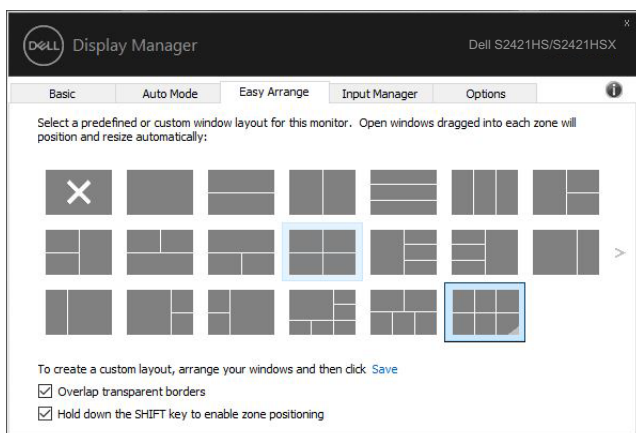 x
DELL Display Manager Dell S2421HS/S2421HSX
Basic Auto Mode Easy Arrange Input Manager Options i
Select a predefined or custom window layout for this monitor. Open windows dragged into each zone will
position and resize automatically:
>
To create a custom layout, arrange your windows and then click Save
Overlap transparent borders
Hold down the SHIFT key to enable zone positioning